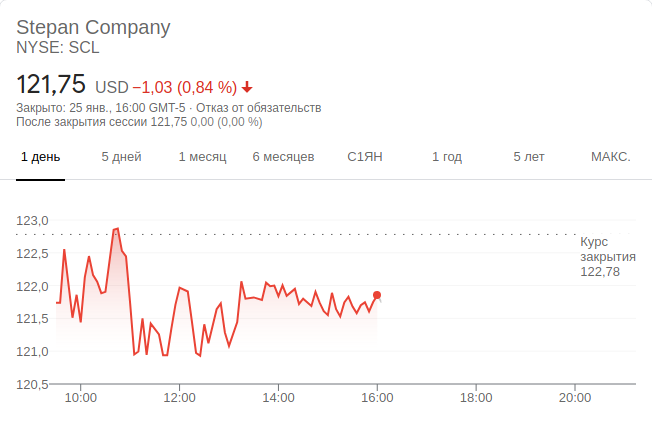 Stepan Company
NYSE: SCL
121,75 USD −1,03 (0,84 %)
Закрыто: 25 янв., 16:00 GMT-5 · Отказ от обязательств
После закрытия сессии 121,75 0,00 (0,00 %)
1 день 5 дней 1 месяц 6 месяцев С1ЯН 1 год 5 лет МАКС.
123,0
Курс
закрытия
122,78
122,5
122,0
121,5
121,0
120,5
10:00 12:00 14:00 16:00 18:00 20:00